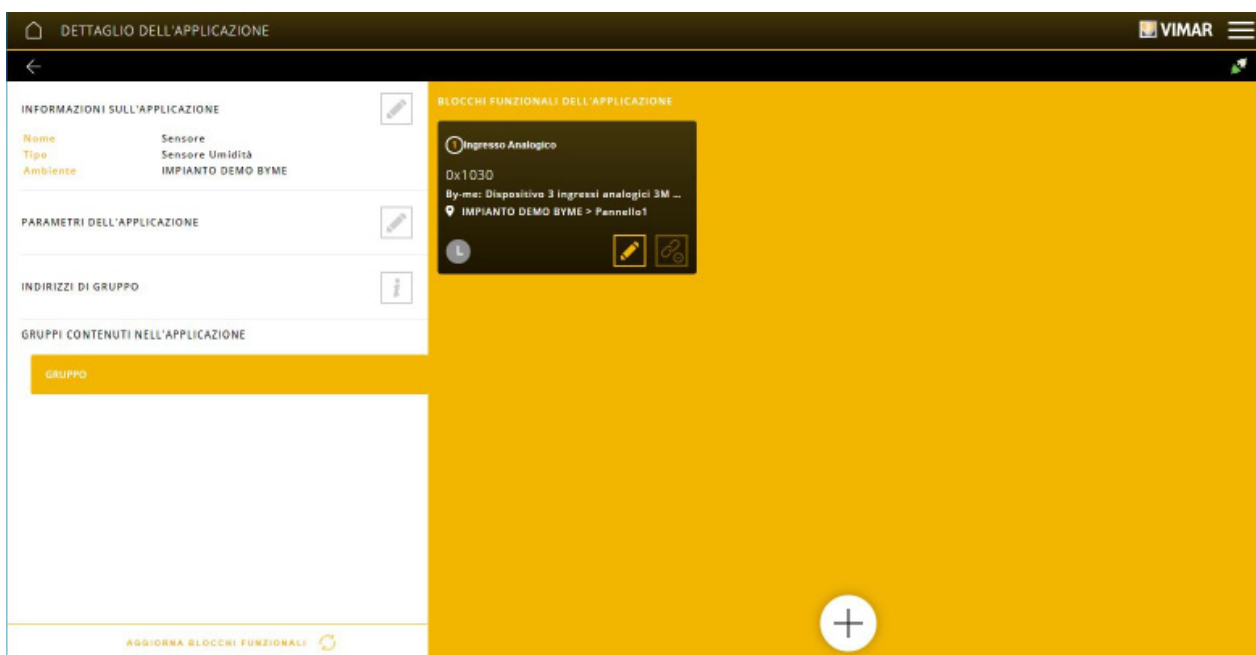 DETTAGLIO DELL'APPLICAZIONE
VIMAR
INFORMAZIONI SULL'APPLICAZIONE
Nome Sensore
Tipo Sensore Umidità
Ambiente IMPIANTO DEMO BYME
PARAMETRI DELL'APPLICAZIONE
INDIRIZZI DI GRUPPO
GRUPPI CONTENUTI NELL'APPLICAZIONE
GRUPPO
AGGIORNA BLOCCHI FUNZIONALI
BLOCCHI FUNZIONALI DELL'APPLICAZIONE
1 Ingresso Analogico
0x1030
By-me: Dispositivo 3 ingressi analogici 3M ...
IMPIANTO DEMO BYME > Pannello1
L